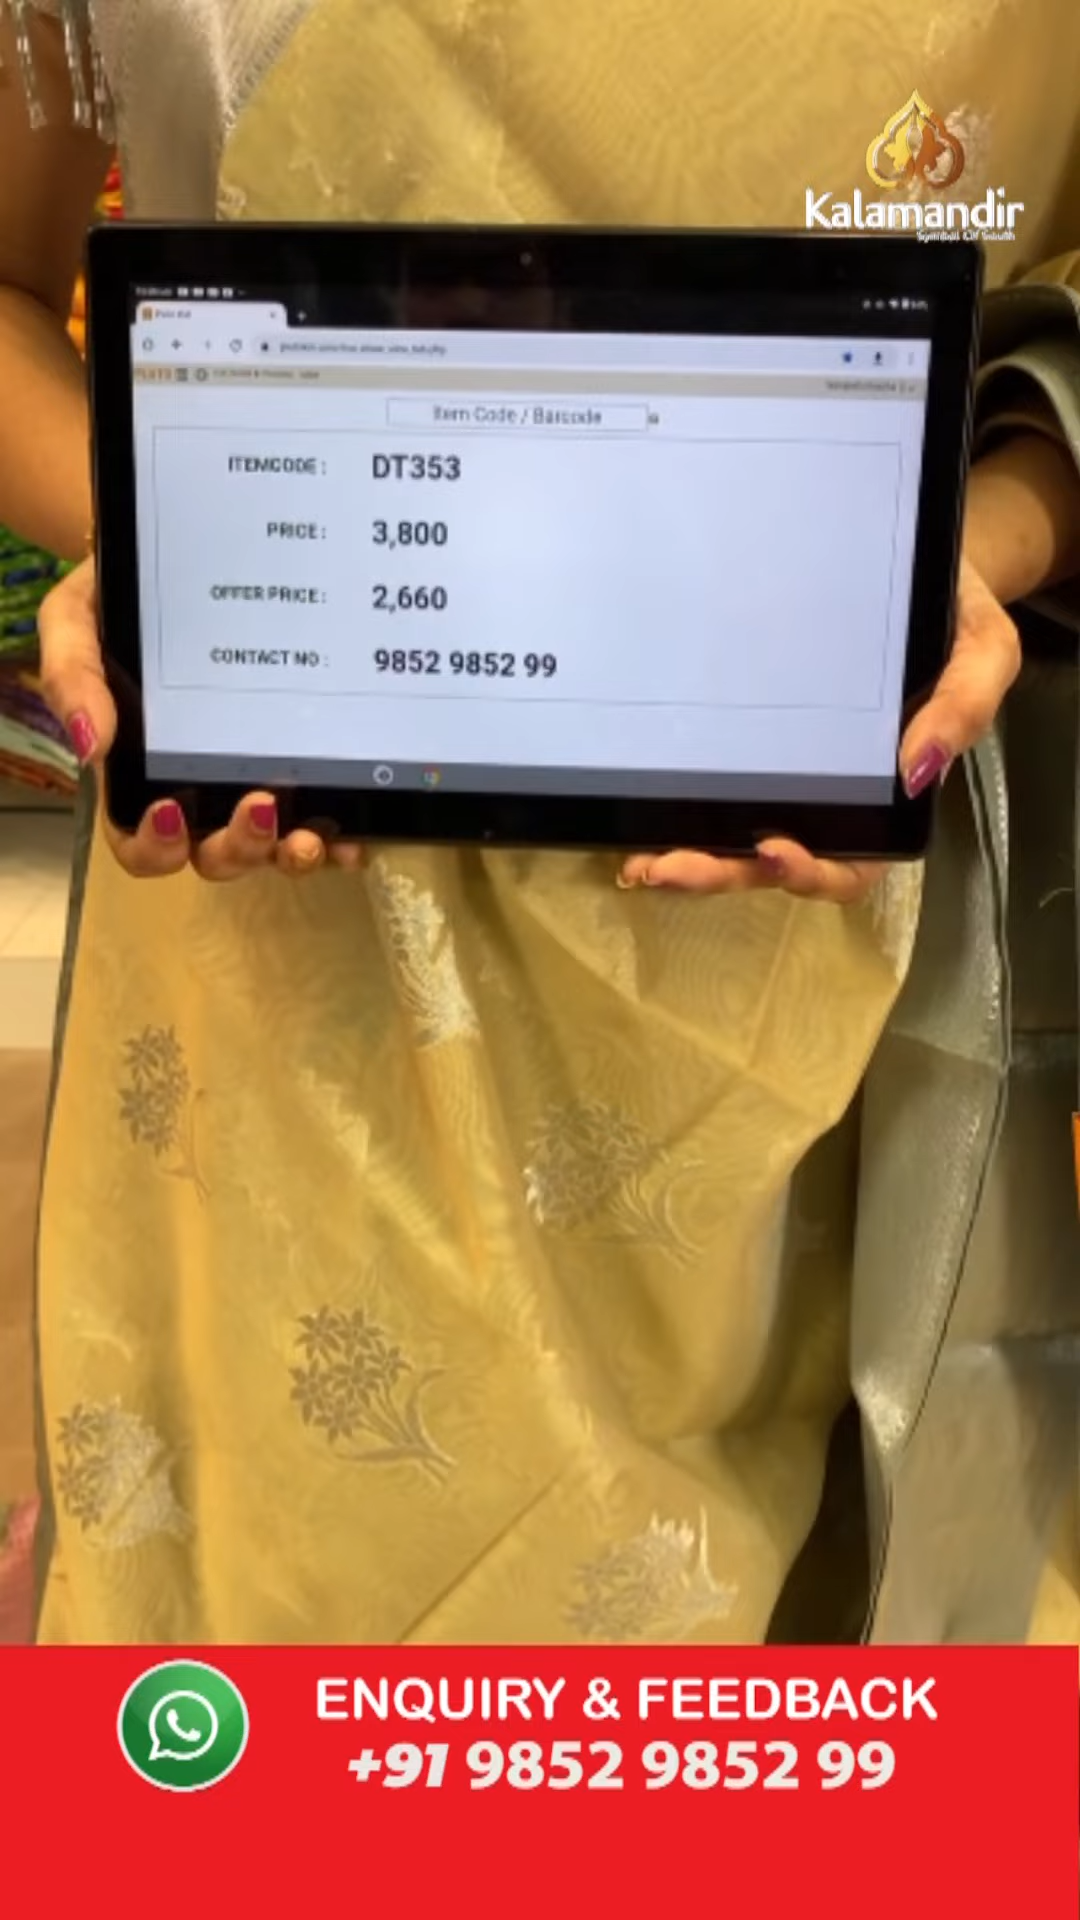 Kalamandir
Item Code / Barcode
ITEMCODE : DT353
PRICE : 3,800
OFFER PRICE : 2,660
CONTACT NO : 9852 9852 99
ENQUIRY & FEEDBACK
+91 9852 9852 99